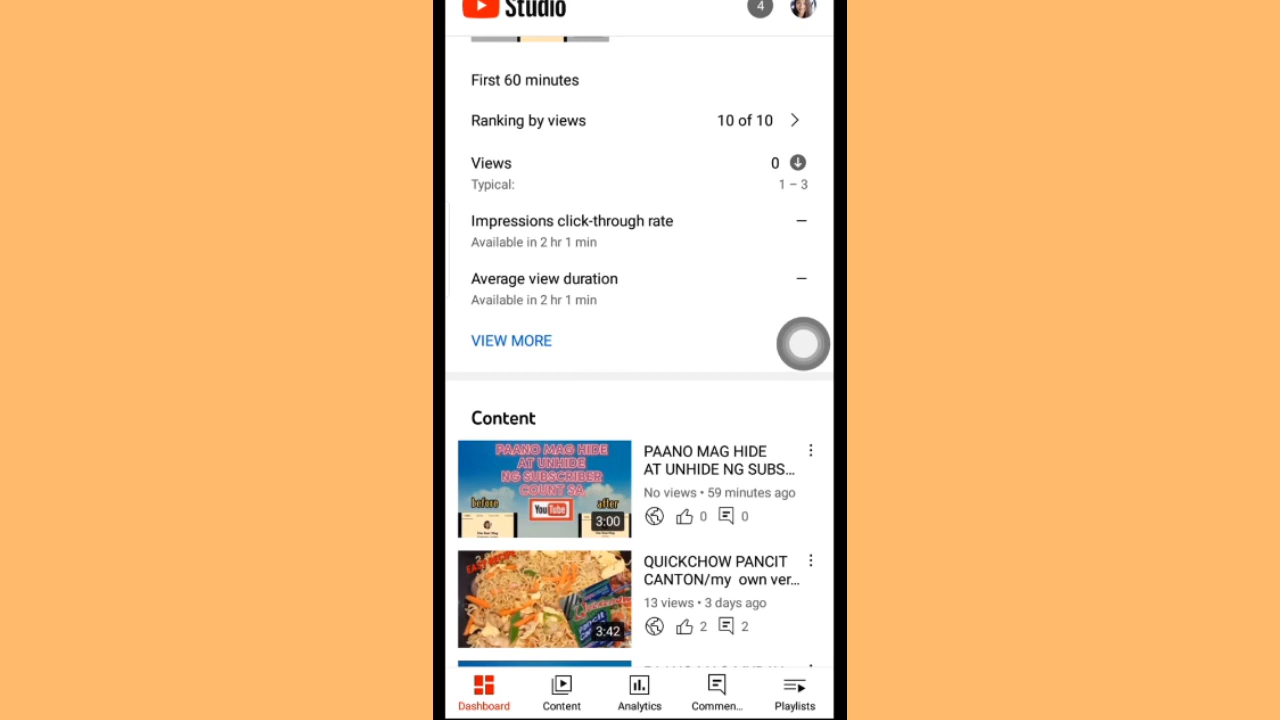 Studio
4
First 60 minutes
Ranking by views 10 of 10
Views 0
Typical: 1 – 3
Impressions click-through rate –
Available in 2 hr 1 min
Average view duration –
Available in 2 hr 1 min
VIEW MORE
Content
PAANO MAG HIDE
AT UNHIDE
NG SUBSCRIBER
COUNT SA
before
YouTube
after
3:00
PAANO MAG HIDE
AT UNHIDE NG SUBS...
No views • 59 minutes ago
0 0
EASY RECIPE
3:42
QUICKCHOW PANCIT
CANTON/my own ver...
13 views • 3 days ago
2 2
Dashboard Content Analytics Commen... Playlists